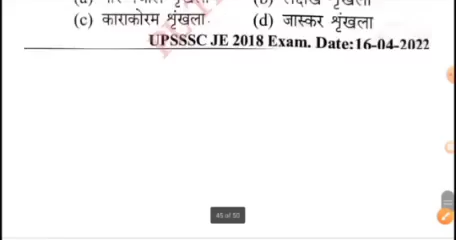 (c) काराकोरम श्रृंखला. (d) जास्कर श्रृंखला
UPSSSC JE 2018 Exam. Date:16-04-2022
45 of 50